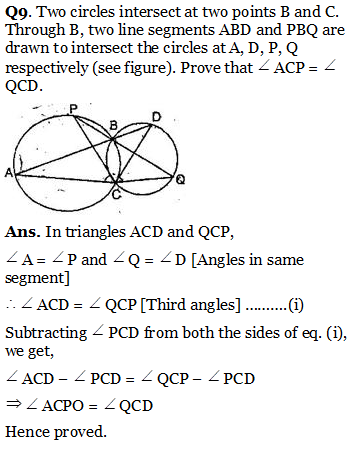 Q9. Two circles intersect at two points B and C.
Through B, two line segments ABD and PBQ are
drawn to intersect the circles at A, D, P, Q
respectively (see figure). Prove that ∠ ACP = ∠
QCD.
P
B
D
A
Q
C
Ans. In triangles ACD and QCP,
∠ A = ∠ P and ∠ Q = ∠ D [Angles in same
segment]
∴ ∠ ACD = ∠ QCP [Third angles] ..........(i)
Subtracting ∠ PCD from both the sides of eq. (i),
we get,
∠ ACD – ∠ PCD = ∠ QCP – ∠ PCD
⇒ ∠ ACPO = ∠ QCD
Hence proved.